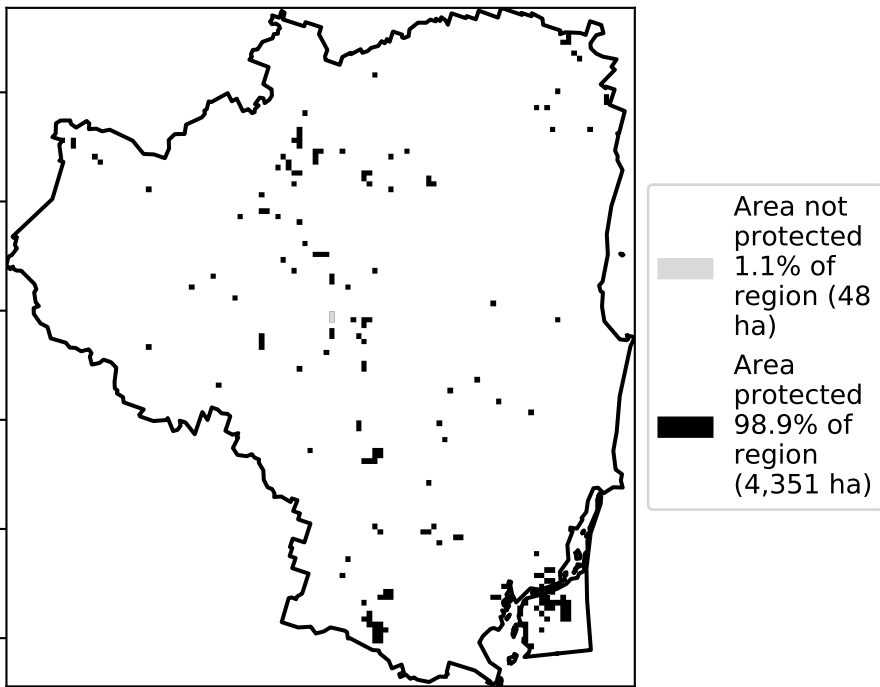 Area not
protected
1.1% of
region (48
ha)
Area
protected
98.9% of
region
(4,351 ha)